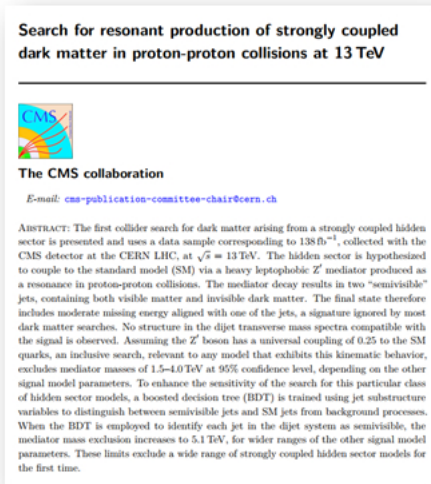 Search for resonant production of strongly coupled
dark matter in proton-proton collisions at 13 TeV
CMS
The CMS collaboration
E-mail: cms-publication-committee-chair@cern.ch
ABSTRACT: The first collider search for dark matter arising from a strongly coupled hidden
sector is presented and uses a data sample corresponding to 138 fb⁻¹, collected with the
CMS detector at the CERN LHC, at √s = 13 TeV. The hidden sector is hypothesized
to couple to the standard model (SM) via a heavy leptophobic Z′ mediator produced as
a resonance in proton-proton collisions. The mediator decay results in two “semivisible”
jets, containing both visible matter and invisible dark matter. The final state therefore
includes moderate missing energy aligned with one of the jets, a signature ignored by most
dark matter searches. No structure in the dijet transverse mass spectra compatible with
the signal is observed. Assuming the Z′ boson has a universal coupling of 0.25 to the SM
quarks, an inclusive search, relevant to any model that exhibits this kinematic behavior,
excludes mediator masses of 1.5–4.0 TeV at 95% confidence level, depending on the other
signal model parameters. To enhance the sensitivity of the search for this particular class
of hidden sector models, a boosted decision tree (BDT) is trained using jet substructure
variables to distinguish between semivisible jets and SM jets from background processes.
When the BDT is employed to identify each jet in the dijet system as semivisible, the
mediator mass exclusion increases to 5.1 TeV, for wider ranges of the other signal model
parameters. These limits exclude a wide range of strongly coupled hidden sector models for
the first time.